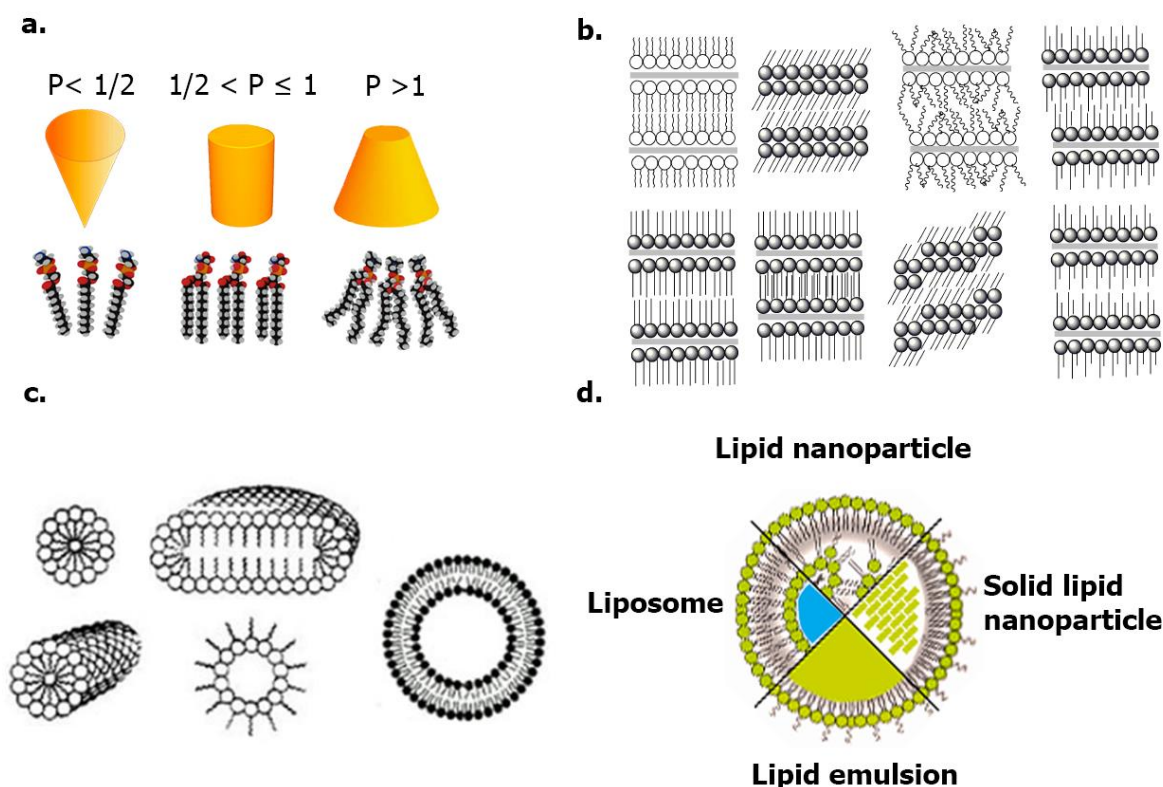 a.
P< 1/2
1/2 < P ≤ 1
P >1
b.
c.
d.
Lipid nanoparticle
Liposome
Solid lipid
nanoparticle
Lipid emulsion